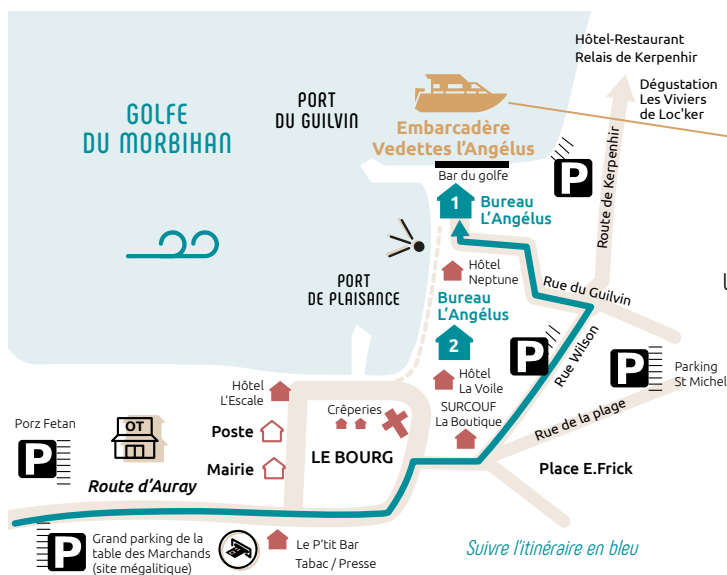 Hôtel-Restaurant
Relais de Kerpenhir
Dégustation
Les Viviers
de Loc'ker
GOLFE
DU MORBIHAN
PORT
DU GUILVIN
Embarcadère
Vedettes l'Angélus
Bar du golfe
P
1
Bureau
L'Angélus
Route de Kerpenhir
Hôtel
Neptune
Rue du Guilvin
PORT
DE PLAISANCE
Bureau
L'Angélus
2
P
Rue Wilson
P
Parking
St Michel
Hôtel
La Voile
Hôtel
L'Escale
Crêperies
SURCOUF
La Boutique
Rue de la plage
Porz Fetan
P
OT
Poste
Mairie
LE BOURG
Place E.Frick
Route d'Auray
P
Grand parking de la
table des Marchands
(site mégalitique)
Le P'tit Bar
Tabac / Presse
Suivre l'itinéraire en bleu